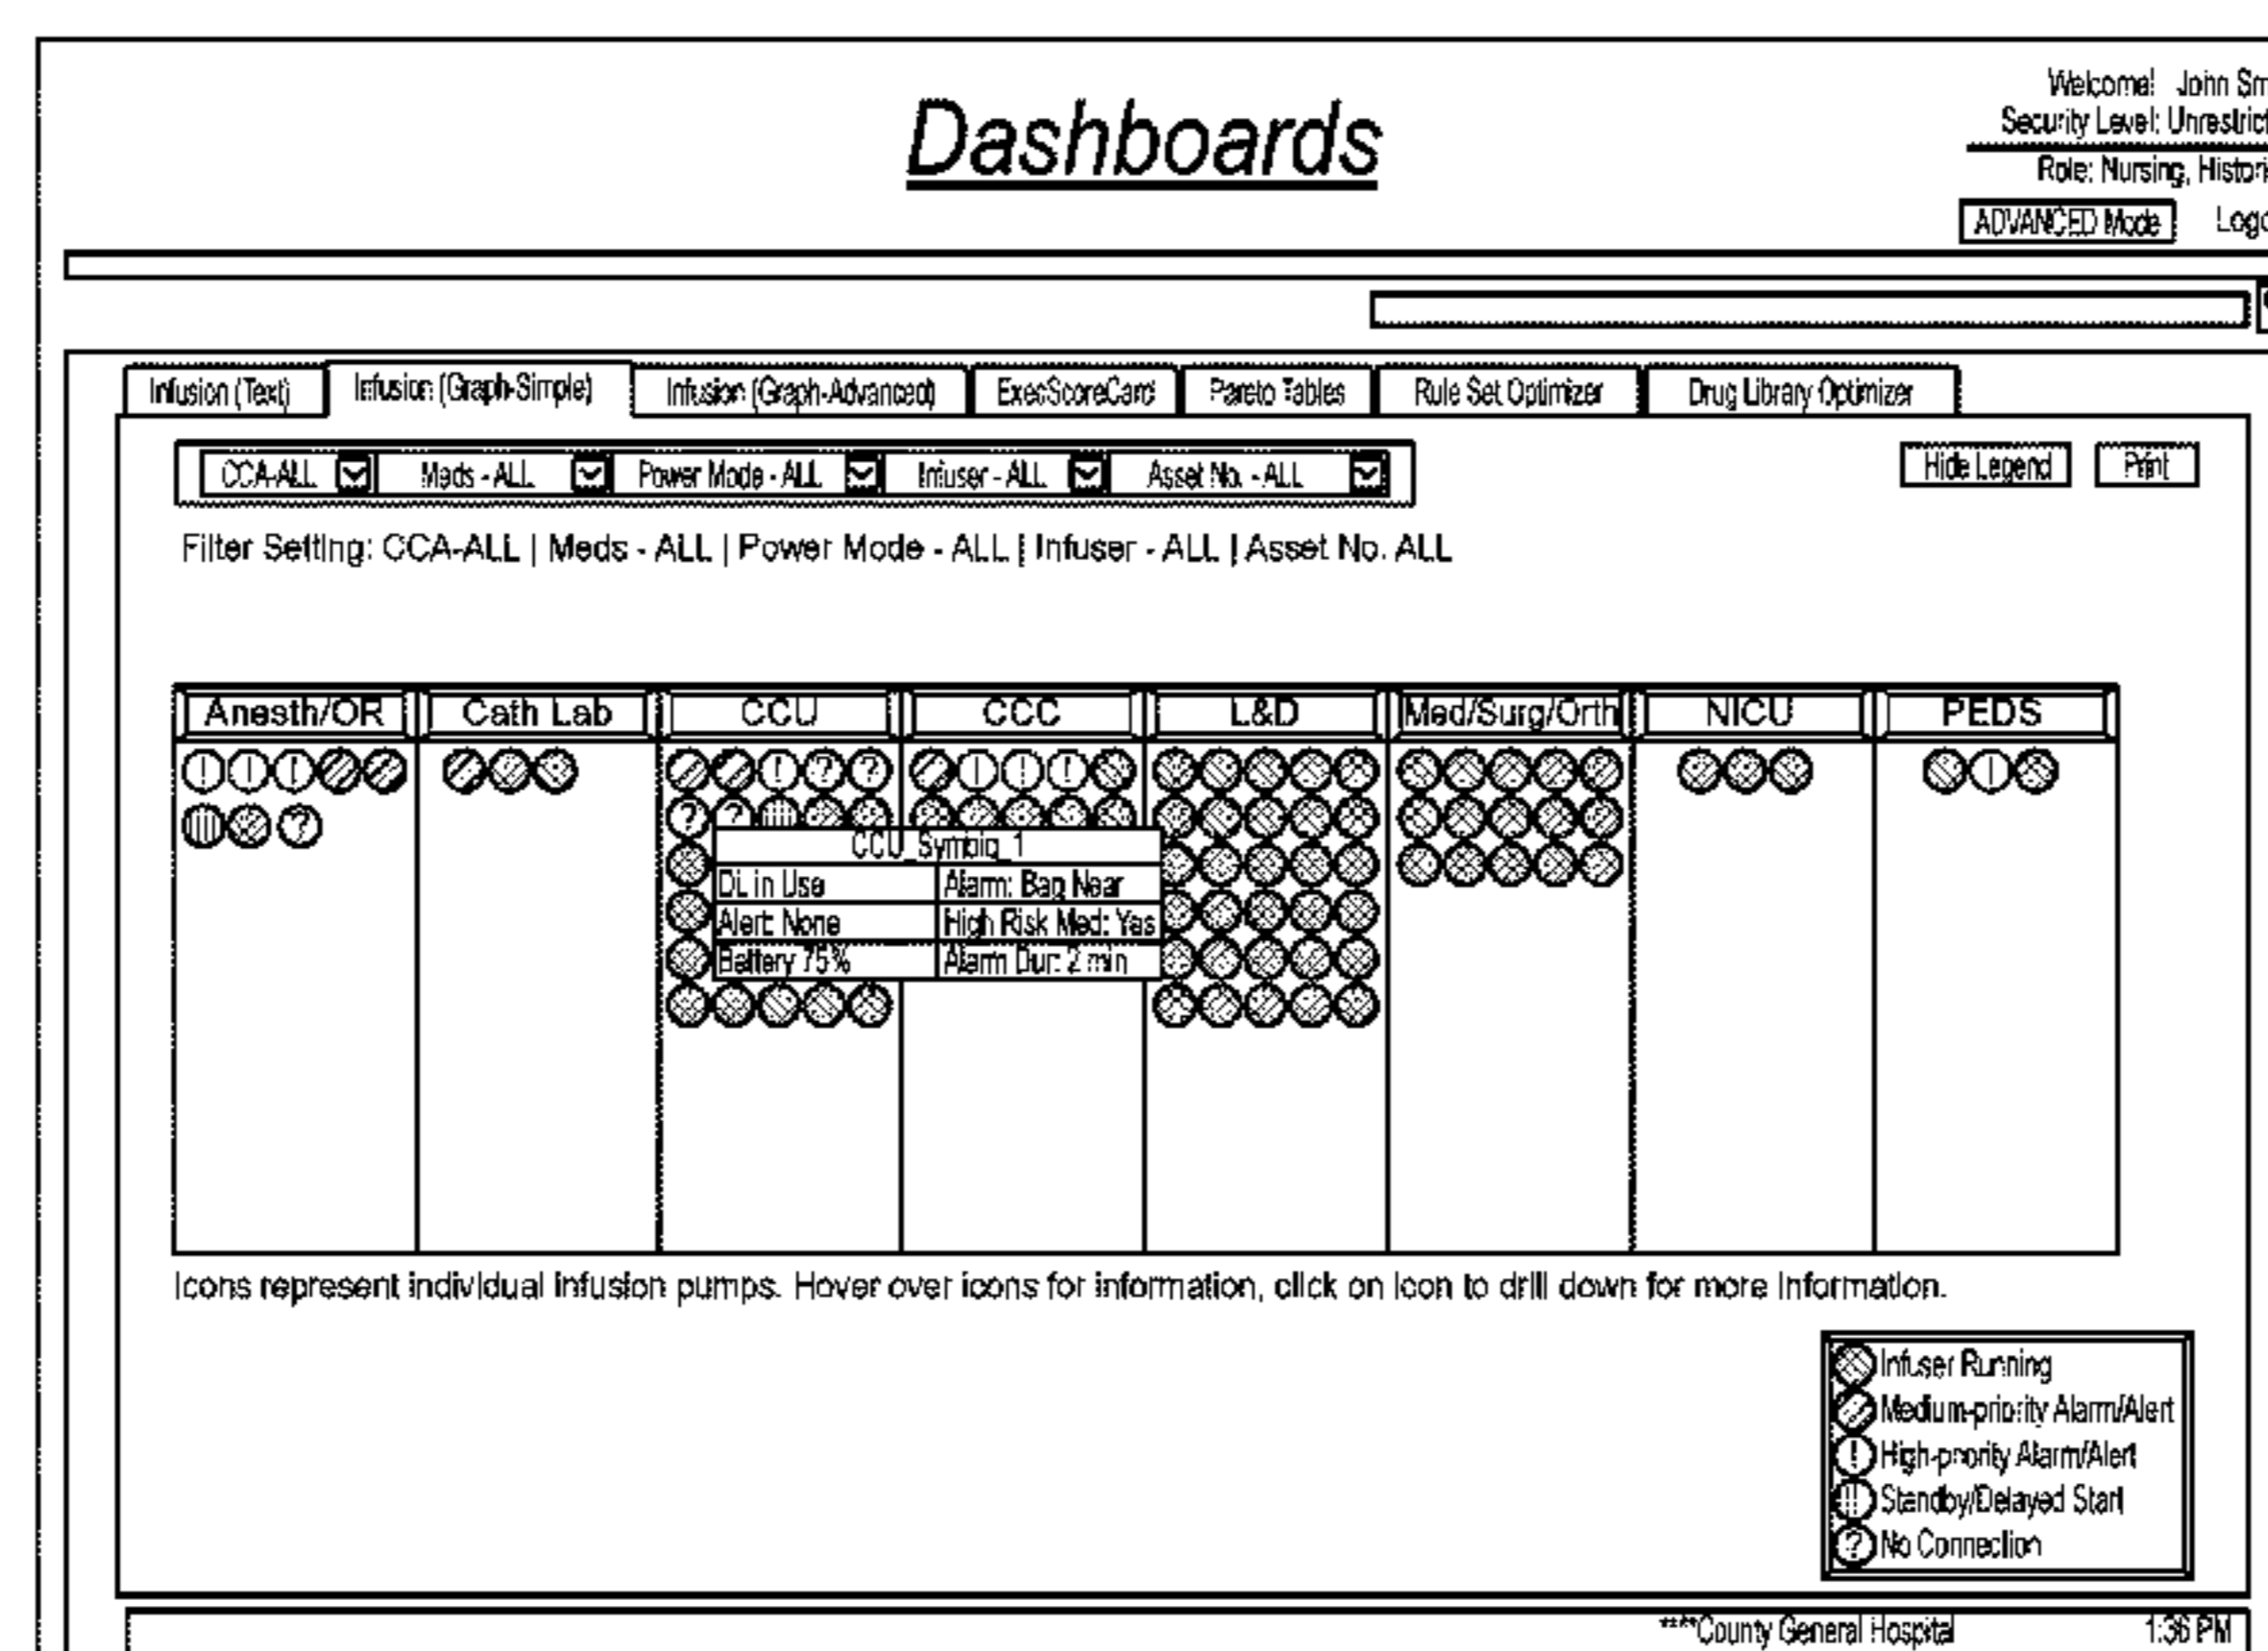 Dashboards
Welcome! John Sm
Security Level: Unrestrict
Role: Nursing, Histori
ADVANCED Mode Logo
Infusion (Text) Infusion (Graph-Simple) Infusion (Graph-Advanced) ExecScoreCard Pareto Tables Rule Set Optimizer Drug Library Optimizer
CCA-ALL Meds - ALL Power Mode - ALL Infuser - ALL Asset No. - ALL Hide Legend Print
Filter Setting: CCA-ALL | Meds - ALL | Power Mode - ALL | Infuser - ALL | Asset No. ALL
Anesth/OR Cath Lab CCU CCC L&D Med/Surg/Orth NICU PEDS
CCU_Symbiq_1
DL in Use Alarm: Bag Near
Alert: None High Risk Med: Yes
Battery 75% Alarm Dur: 2 min
Icons represent individual infusion pumps. Hover over icons for information, click on icon to drill down for more information.
Infuser Running
Medium-priority Alarm/Alert
! High-priority Alarm/Alert
Standby/Delayed Start
? No Connection
****County General Hospital 1:36 PM